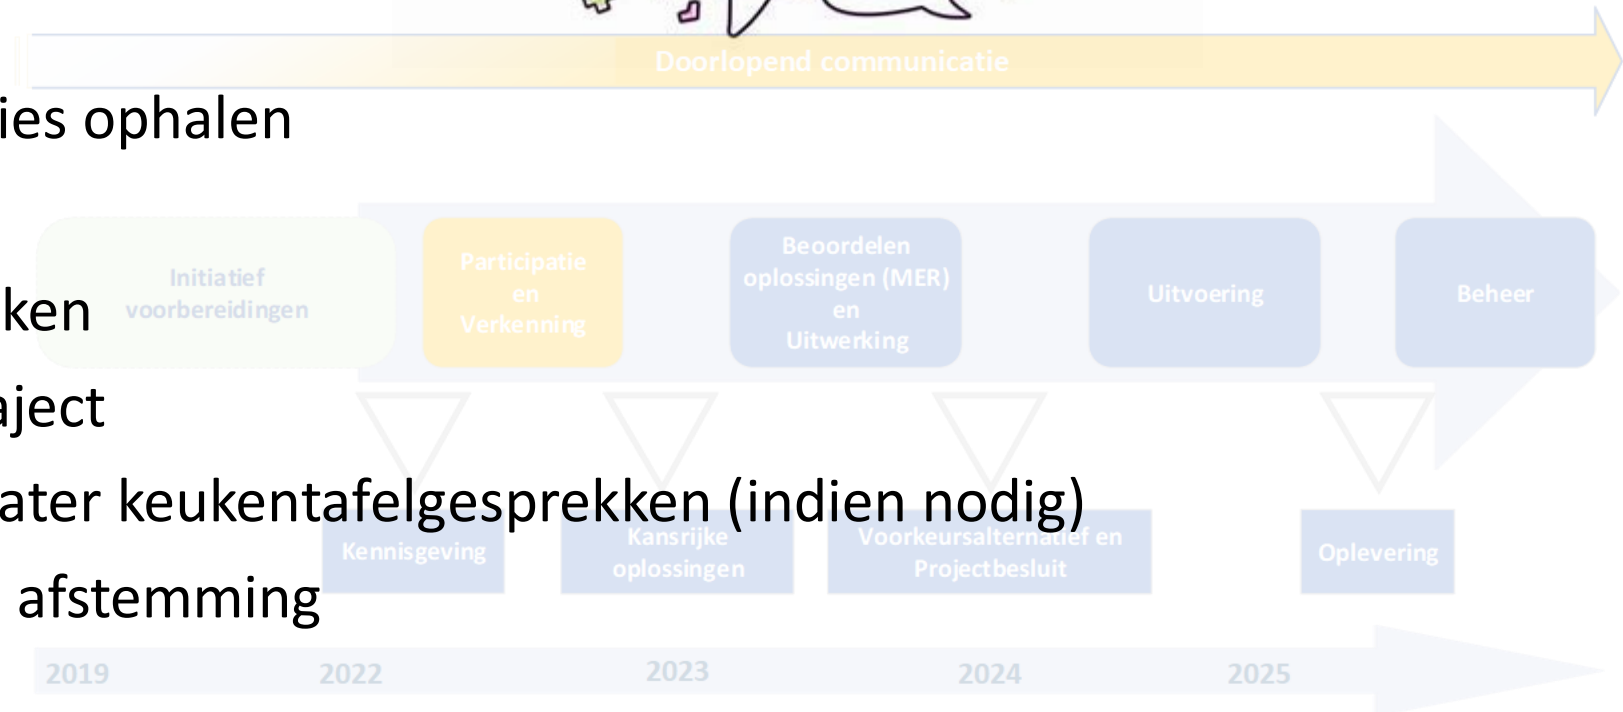 Doorlopend communicatie
ies ophalen
Initiatief
voorbereidingen
Participatie
en
Verkenning
Beoordelen
oplossingen (MER)
en
Uitwerking
Uitvoering
Beheer
ken
aject
ater keukentafelgesprekken (indien nodig)
Kennisgeving
Kansrijke
oplossingen
Voorkeursalternatief en
Projectbesluit
Oplevering
afstemming
2019 2022 2023 2024 2025